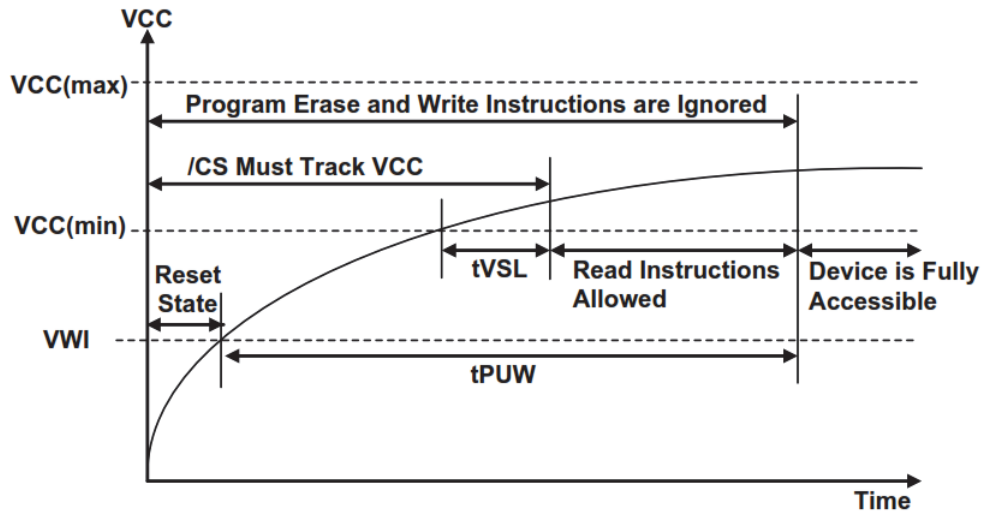 VCC
VCC(max)
Program Erase and Write Instructions are Ignored
/CS Must Track VCC
VCC(min)
Reset
State
tVSL
Read Instructions
Allowed
Device is Fully
Accessible
VWI
tPUW
Time